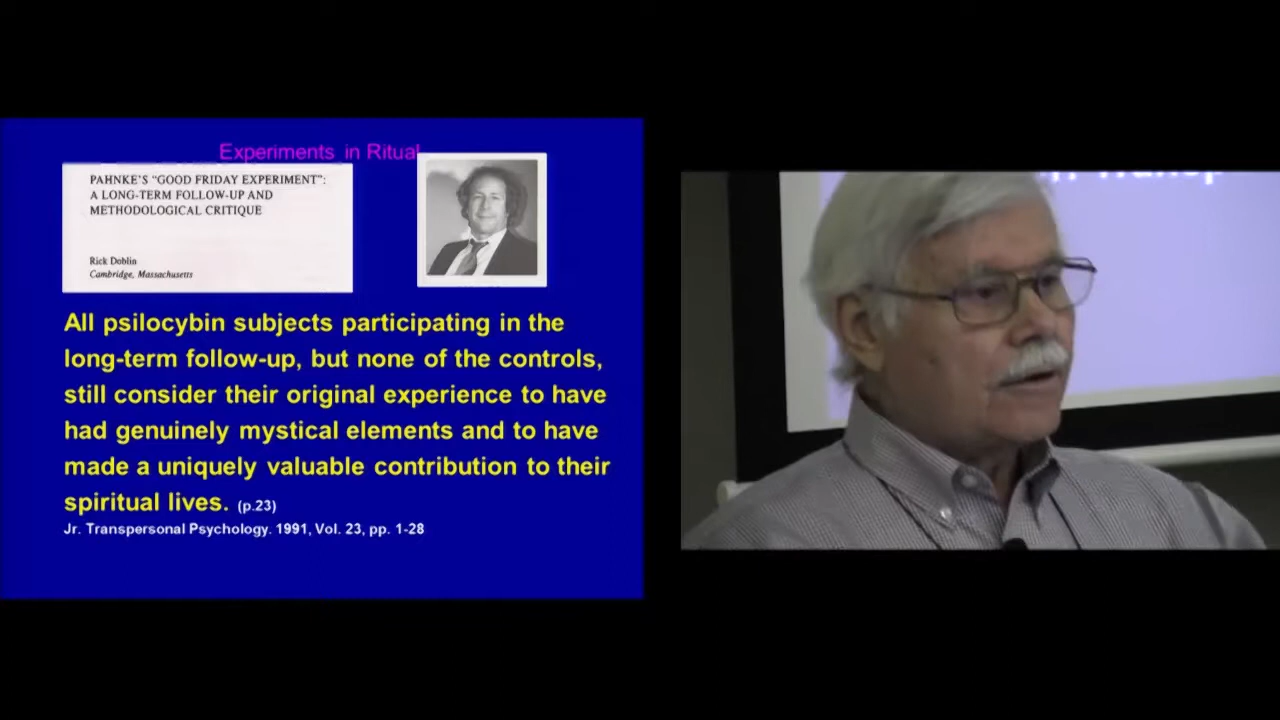 Experiments in Ritual
PAHNKE'S "GOOD FRIDAY EXPERIMENT":
A LONG-TERM FOLLOW-UP AND
METHODOLOGICAL CRITIQUE
Rick Doblin
Cambridge, Massachusetts
All psilocybin subjects participating in the
long-term follow-up, but none of the controls,
still consider their original experience to have
had genuinely mystical elements and to have
made a uniquely valuable contribution to their
spiritual lives. (p.23)
Jr. Transpersonal Psychology. 1991, Vol. 23, pp. 1-28